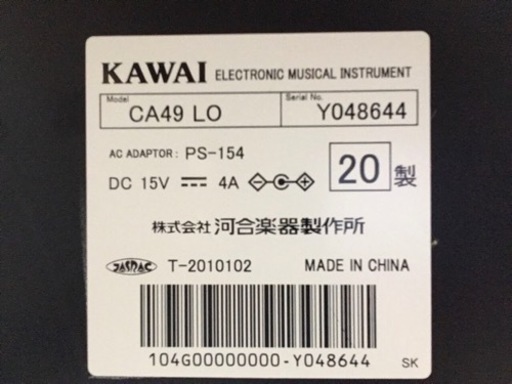 KAWAI ELECTRONIC MUSICAL INSTRUMENT
Model CA49 LO Serial No. Y048644
AC ADAPTOR: PS-154
DC 15V 4A 20 製
株式会社 河合楽器製作所
JASRAC T-2010102 MADE IN CHINA
104G00000000-Y048644 SK